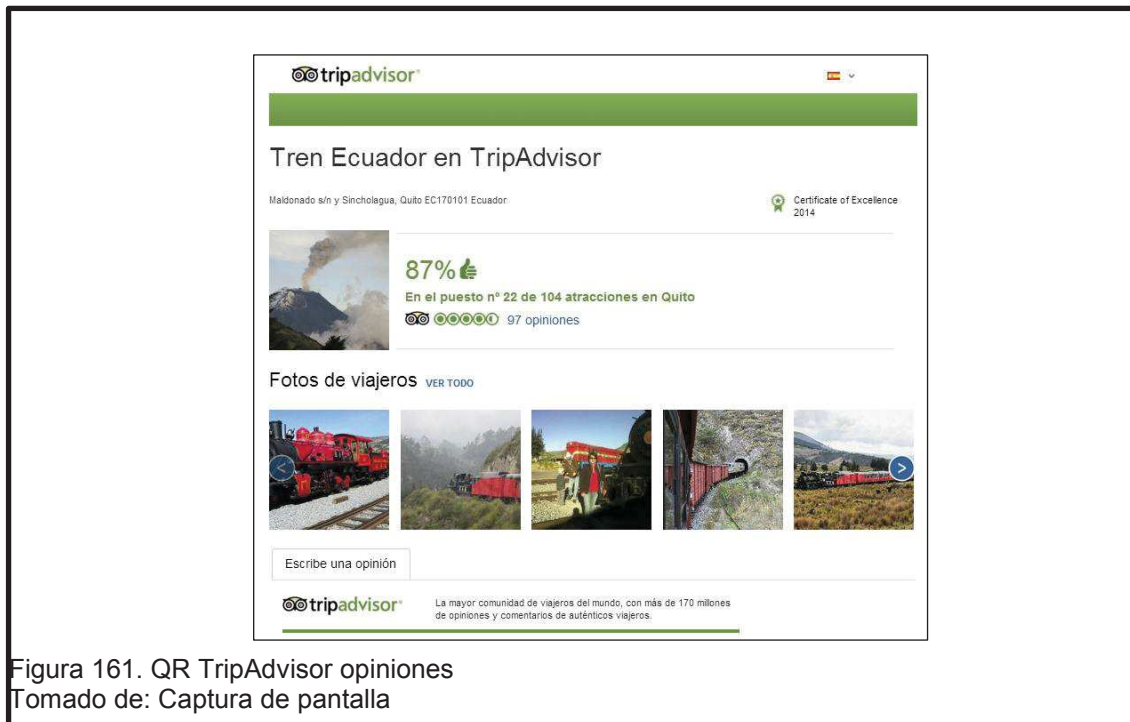 tripadvisor
Tren Ecuador en TripAdvisor
Maldonado s/n y Sincholagua, Quito EC170101 Ecuador
Certificate of Excellence
2014
87%
En el puesto nº 22 de 104 atracciones en Quito
97 opiniones
Fotos de viajeros VER TODO
Escribe una opinión
tripadvisor
La mayor comunidad de viajeros del mundo, con más de 170 millones
de opiniones y comentarios de auténticos viajeros.
Figura 161. QR TripAdvisor opiniones
Tomado de: Captura de pantalla